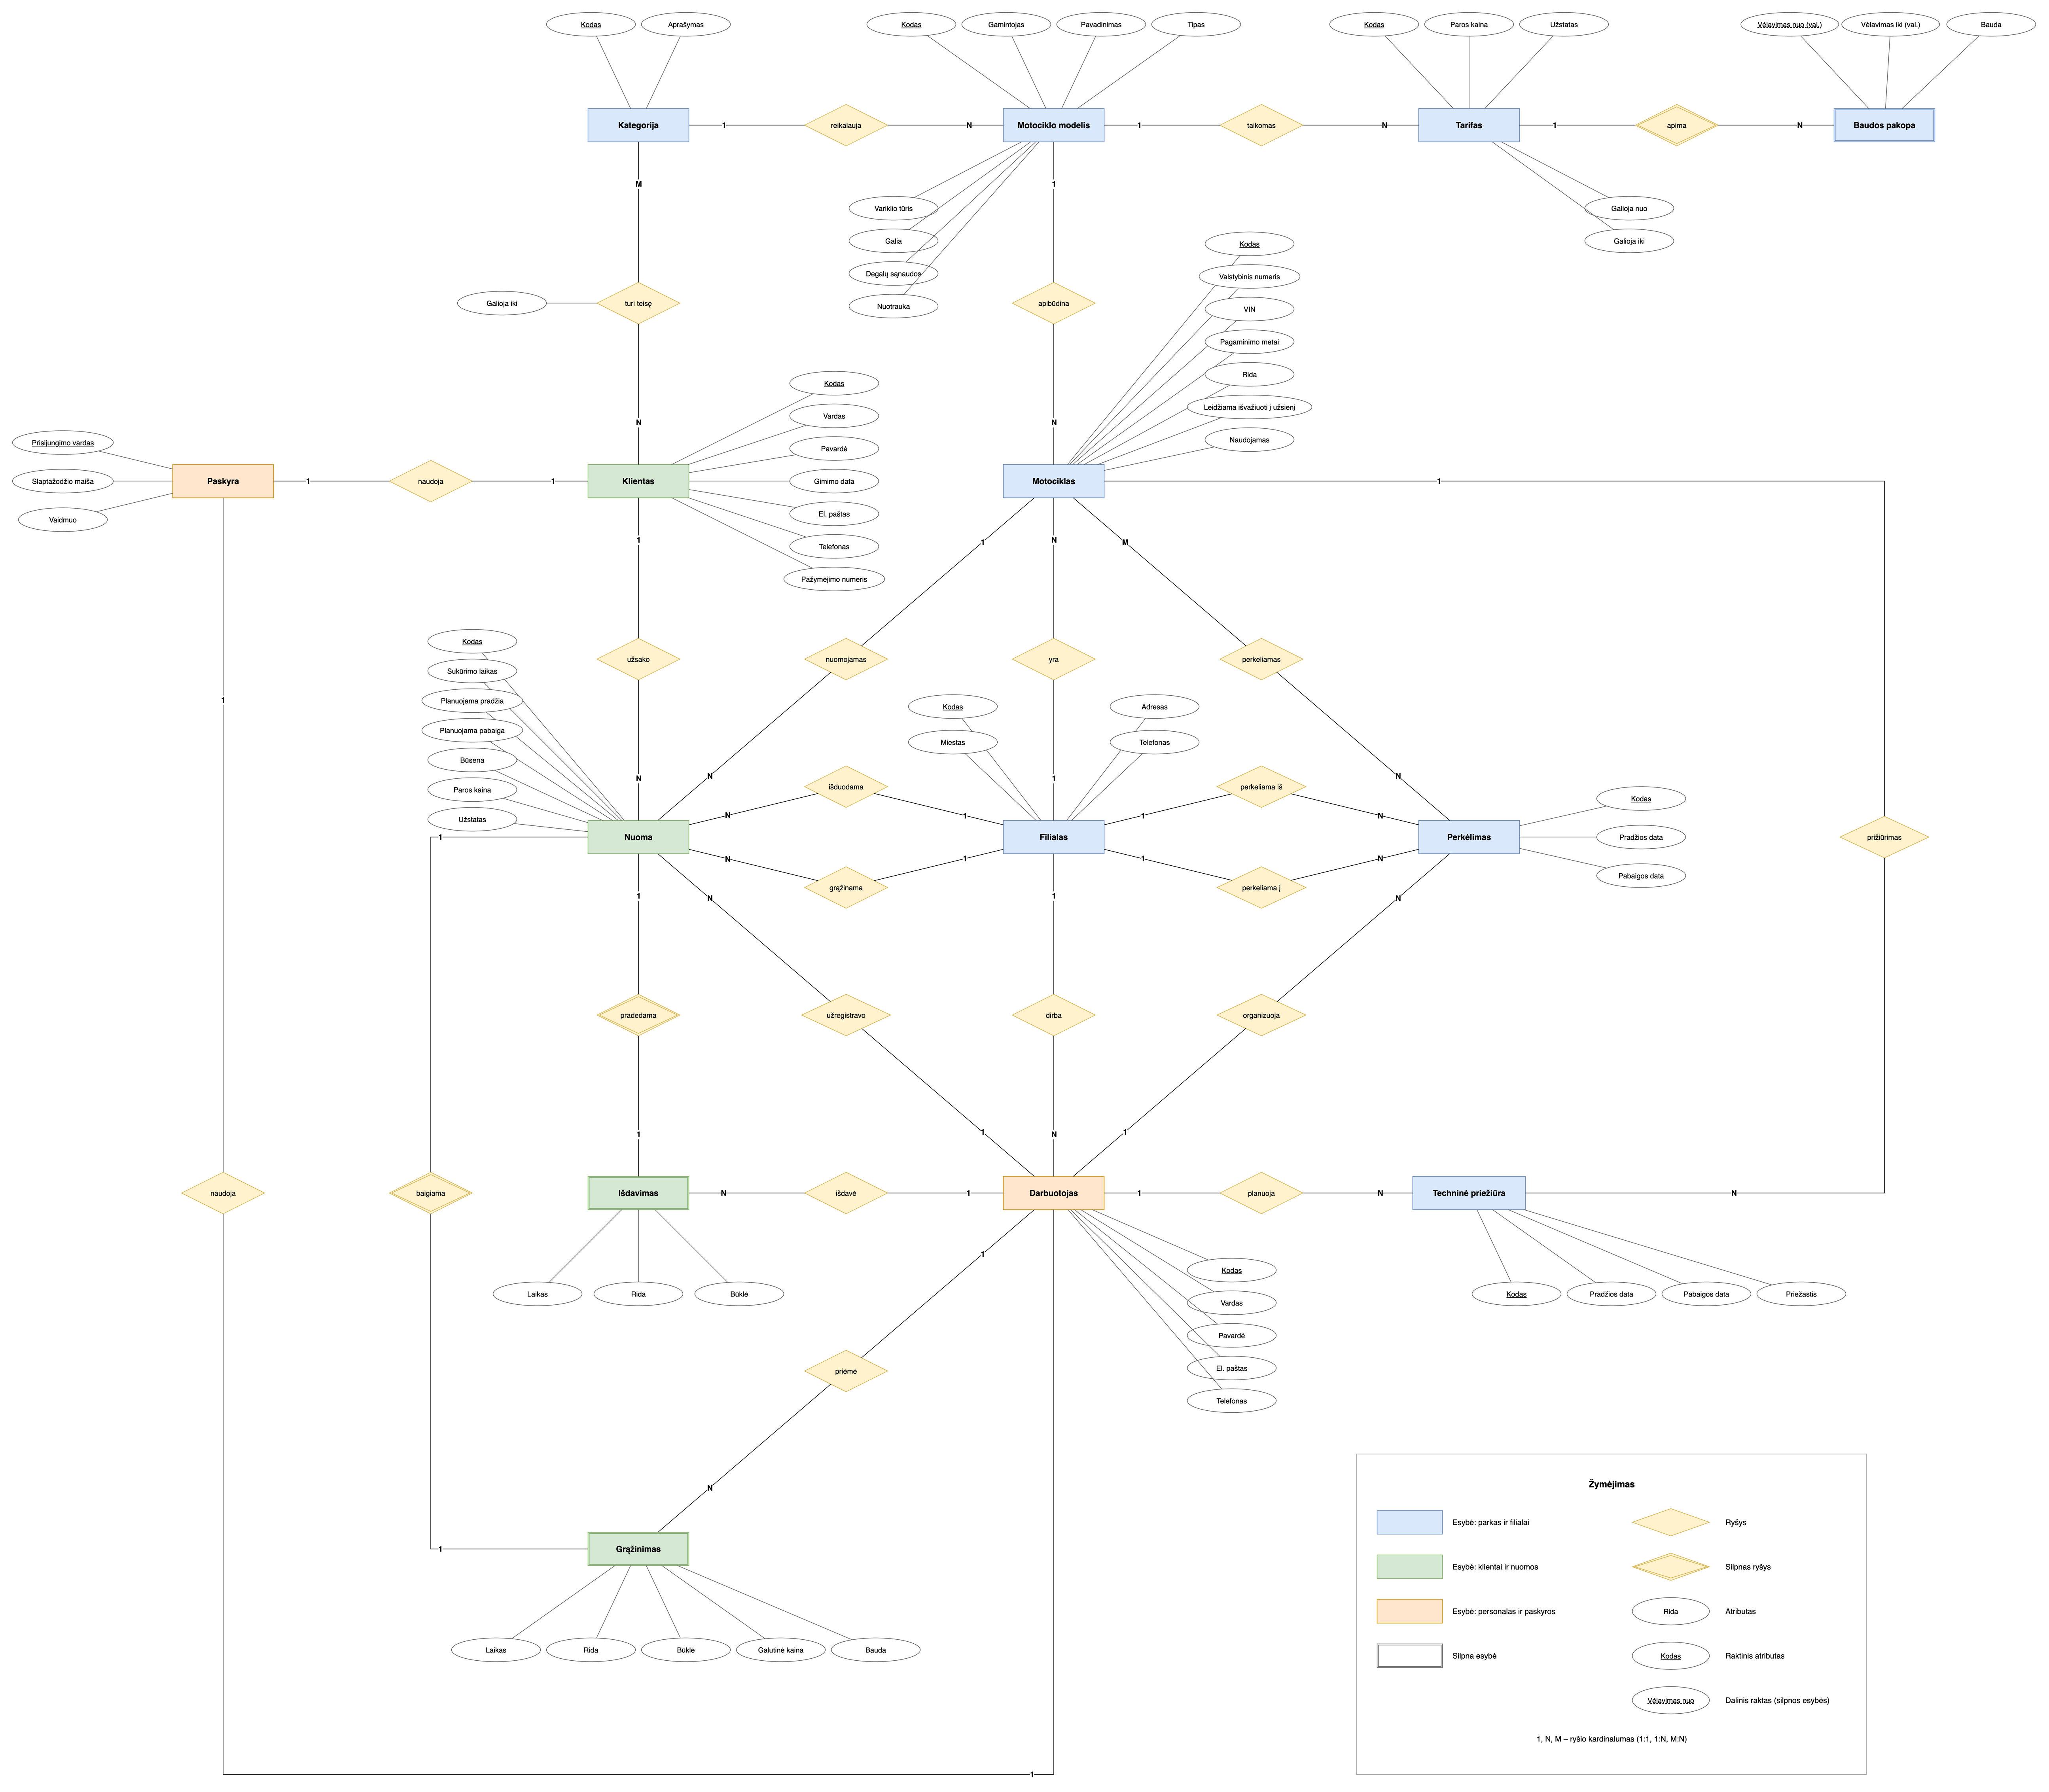 Kodas
Aprašymas
Kodas
Gamintojas
Pavadinimas
Tipas
Kodas
Paros kaina
Užstatas
Vėlavimas nuo (val.)
Vėlavimas iki (val.)
Bauda
Kategorija
1
reikalauja
N
Motociklo modelis
1
taikomas
N
Tarifas
1
apima
N
Baudos pakopa
M
1
Variklio tūris
Galia
Degalų sąnaudos
Nuotrauka
Galioja nuo
Galioja iki
Kodas
Valstybinis numeris
VIN
Pagaminimo metai
Rida
Leidžiama išvažiuoti į užsienį
Naudojamas
Galioja iki
turi teisę
apibūdina
N
N
Kodas
Vardas
Pavardė
Gimimo data
El. paštas
Telefonas
Pažymėjimo numeris
Prisijungimo vardas
Slaptažodžio maiša
Vaidmuo
Paskyra
1
naudoja
1
Klientas
Motociklas
1
1
1
N
M
Kodas
Sukūrimo laikas
Planuojama pradžia
Planuojama pabaiga
Būsena
Paros kaina
Užstatas
užsako
nuomojamas
yra
perkeliamas
1
Kodas
Miestas
Adresas
Telefonas
N
N
1
N
išduodama
perkeliama iš
N
1
1
N
Kodas
Pradžios data
Pabaigos data
1
Nuoma
Filialas
Perkėlimas
prižiūrimas
N
1
1
N
grąžinama
perkeliama į
1
N
1
N
pradedama
užregistravo
dirba
organizuoja
1
1
N
1
naudoja
baigiama
Išdavimas
N
išdavė
1
Darbuotojas
1
planuoja
N
Techninė priežiūra
N
1
Laikas
Rida
Būklė
Kodas
Vardas
Pavardė
El. paštas
Telefonas
Kodas
Pradžios data
Pabaigos data
Priežastis
priėmė
N
1
Grąžinimas
Laikas
Rida
Būklė
Galutinė kaina
Bauda
1
Žymėjimas
Esybė: parkas ir filialai
Ryšys
Esybė: klientai ir nuomos
Silpnas ryšys
Esybė: personalas ir paskyros
Rida
Atributas
Silpna esybė
Kodas
Raktinis atributas
Vėlavimas nuo
Dalinis raktas (silpnos esybės)
1, N, M – ryšio kardinalumas (1:1, 1:N, M:N)